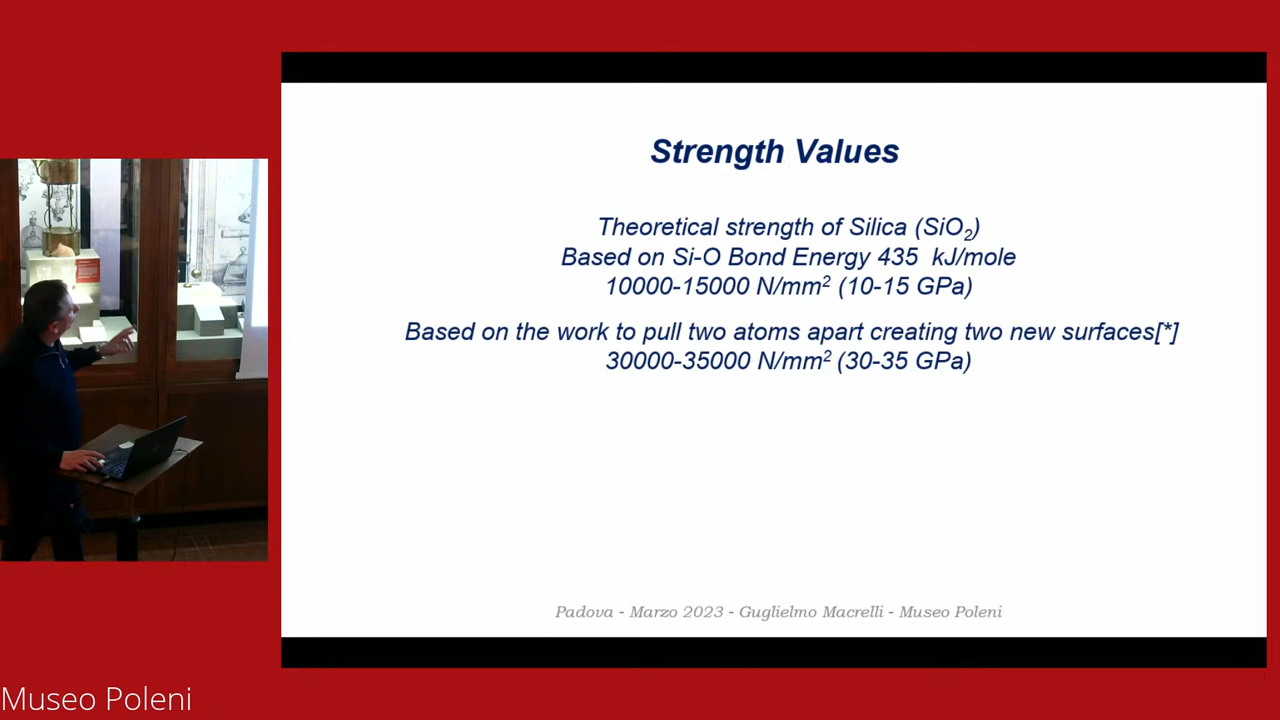 Strength Values
Theoretical strength of Silica (SiO₂)
Based on Si-O Bond Energy 435 kJ/mole
10000-15000 N/mm² (10-15 GPa)
Based on the work to pull two atoms apart creating two new surfaces[*]
30000-35000 N/mm² (30-35 GPa)
Padova - Marzo 2023 - Guglielmo Macrelli - Museo Poleni
Museo Poleni